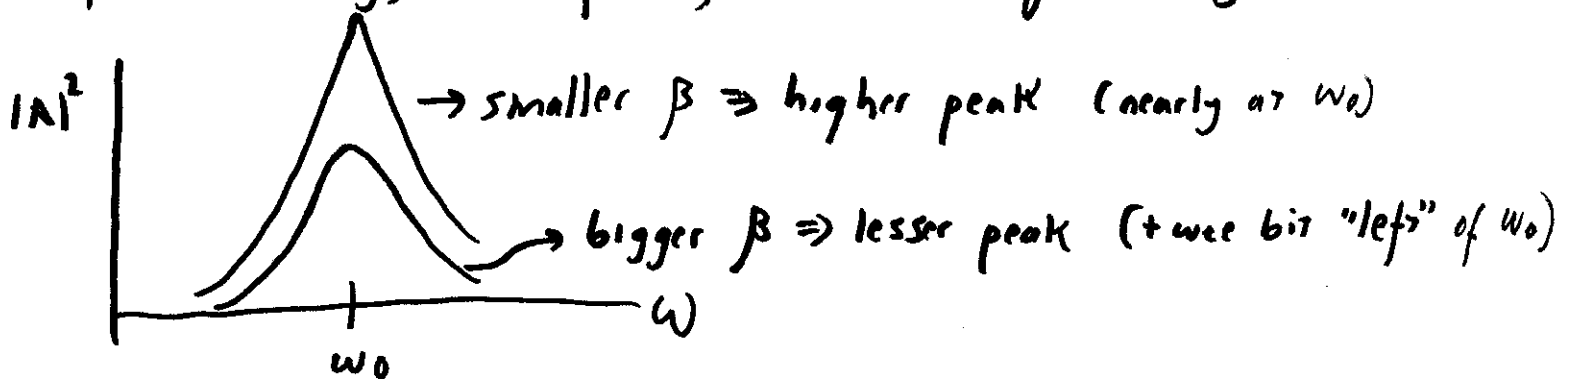 |A|²
→ smaller β ⇒ higher peak (nearly at ω₀)
→ bigger β ⇒ lesser peak (+ wee bit "left" of ω₀)
ω
ω₀